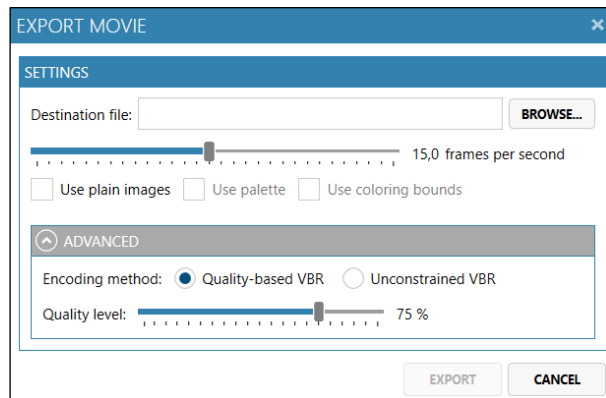 EXPORT MOVIE
SETTINGS
Destination file: BROWSE...
15,0 frames per second
Use plain images Use palette Use coloring bounds
ADVANCED
Encoding method: Quality-based VBR Unconstrained VBR
Quality level: 75 %
EXPORT CANCEL